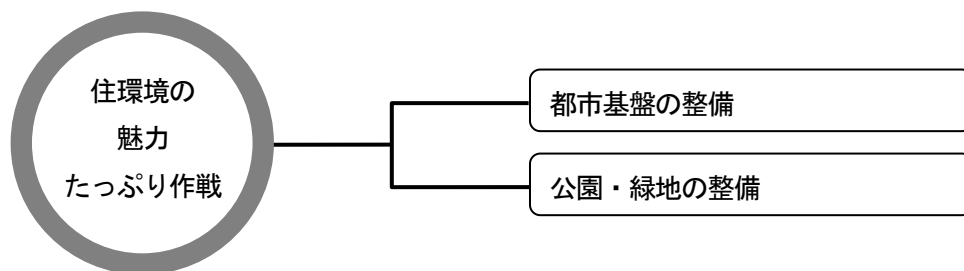 住環境の
魅力
たっぷり作戦
都市基盤の整備
公園・緑地の整備